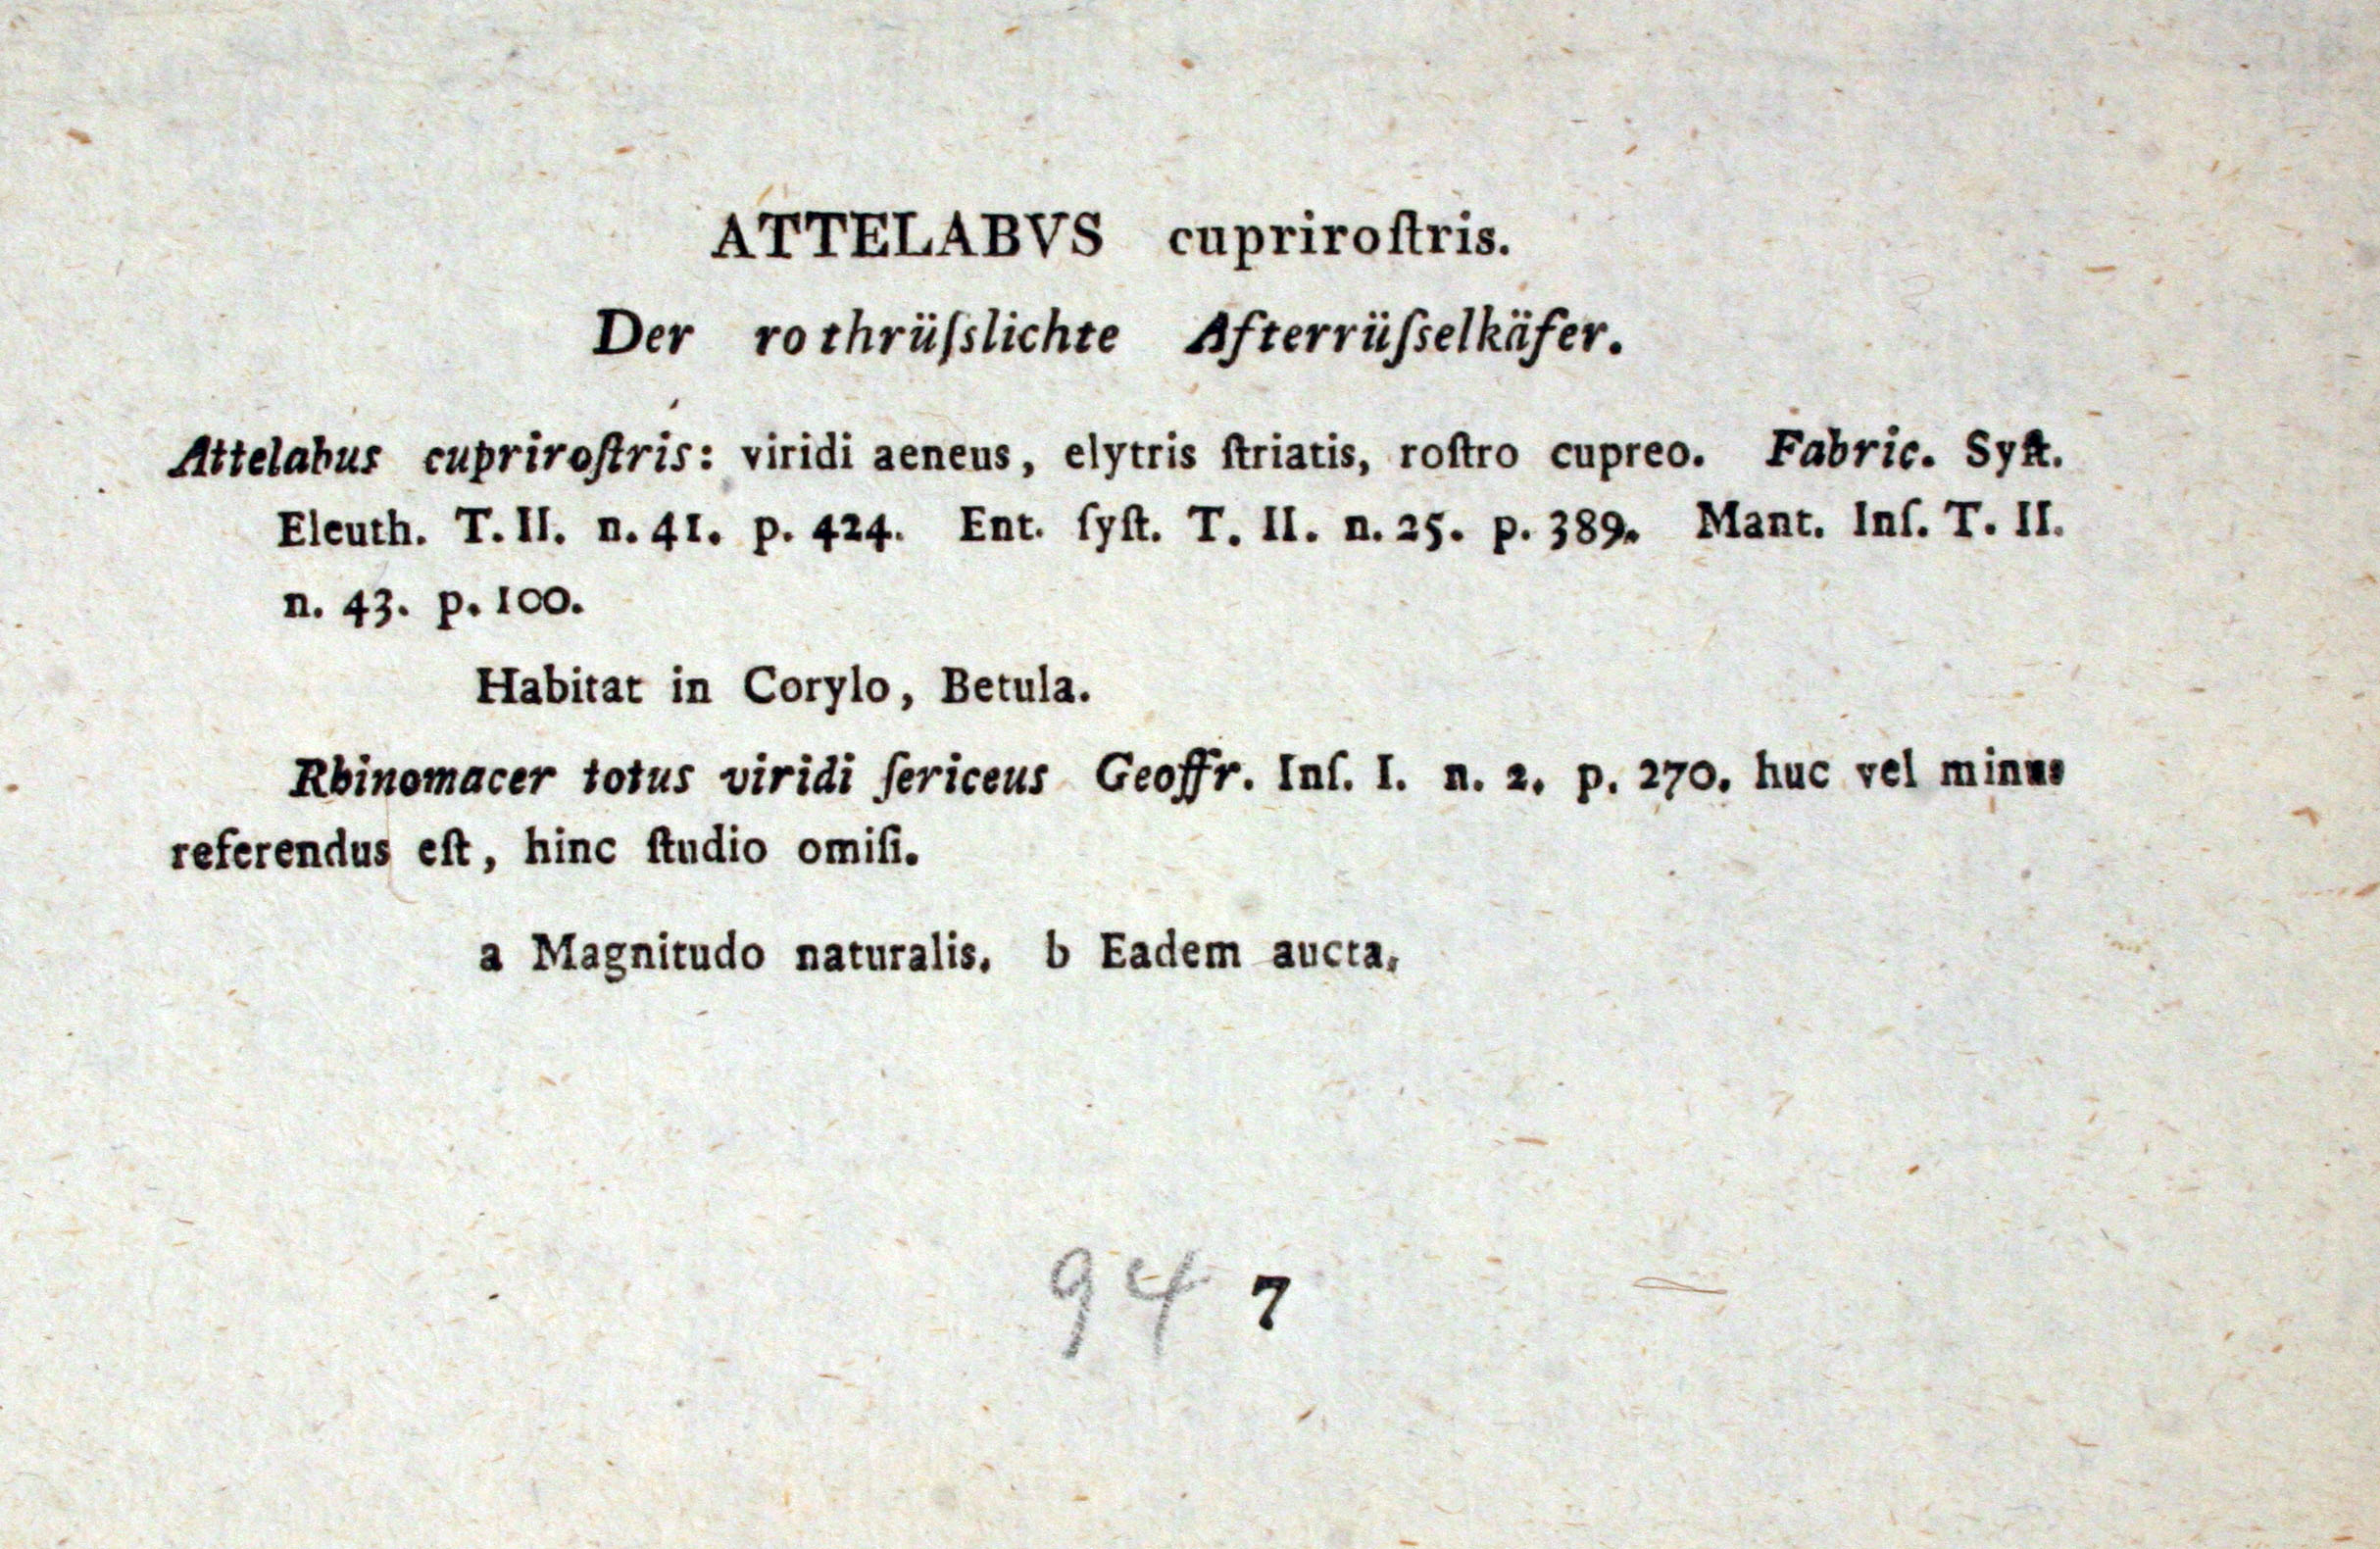 ATTELABVS cupriroſtris.
Der rothrüſslichte Afterrüſselkäfer.
Attelabus cupriroſtris: viridi aeneus, elytris ſtriatis, roſtro cupreo. Fabric. Syſt.
Eleuth. T. II. n. 41. p. 424. Ent. ſyſt. T. II. n. 25. p. 389. Mant. Inſ. T. II.
n. 43. p. 100.
Habitat in Corylo, Betula.
Rhinomacer totus viridi ſericeus Geoffr. Inſ. I. n. 2. p. 270. huc vel minus
referendus eſt, hinc ſtudio omiſi.
a Magnitudo naturalis. b Eadem aucta.
94 7